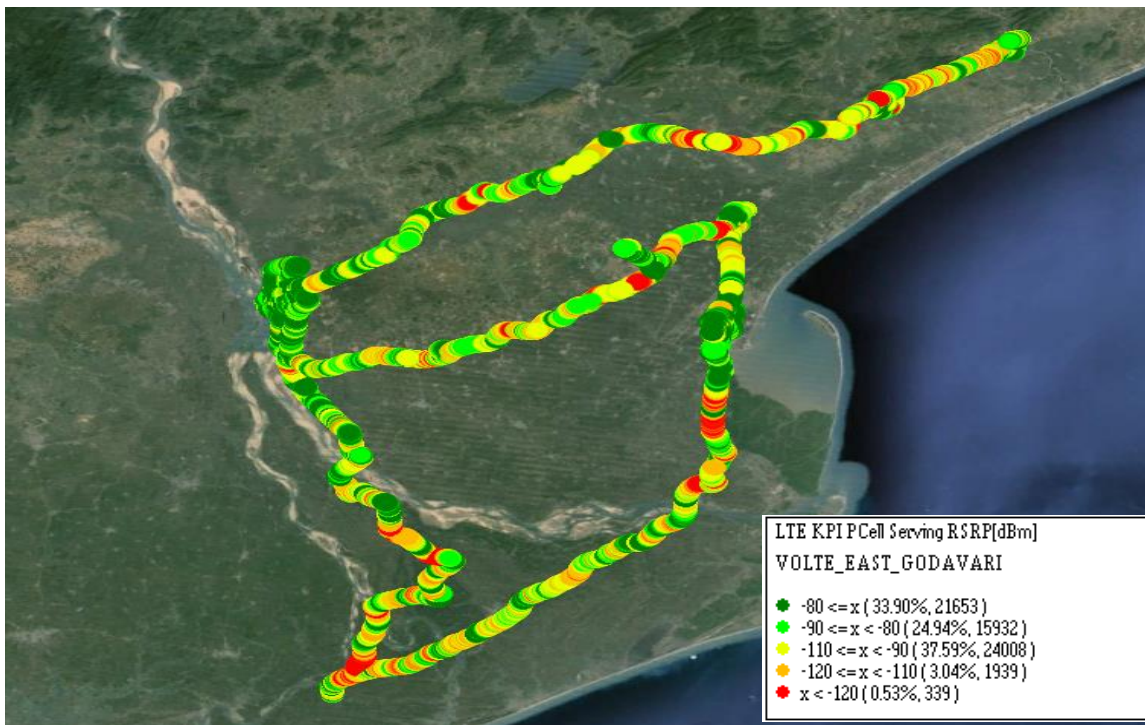 LTE KPI PCell Serving RSRP[dBm]
VOLTE_EAST_GODAVARI
-80 <= x ( 33.90%, 21653 )
-90 <= x < -80 ( 24.94%, 15932 )
-110 <= x < -90 ( 37.59%, 24008 )
-120 <= x < -110 ( 3.04%, 1939 )
x < -120 ( 0.53%, 339 )